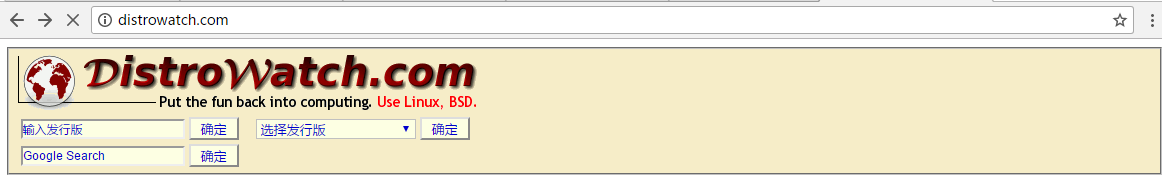 distrowatch.com
DistroWatch.com
Put the fun back into computing. Use Linux, BSD.
输入发行版 确定 选择发行版 确定
Google Search 确定